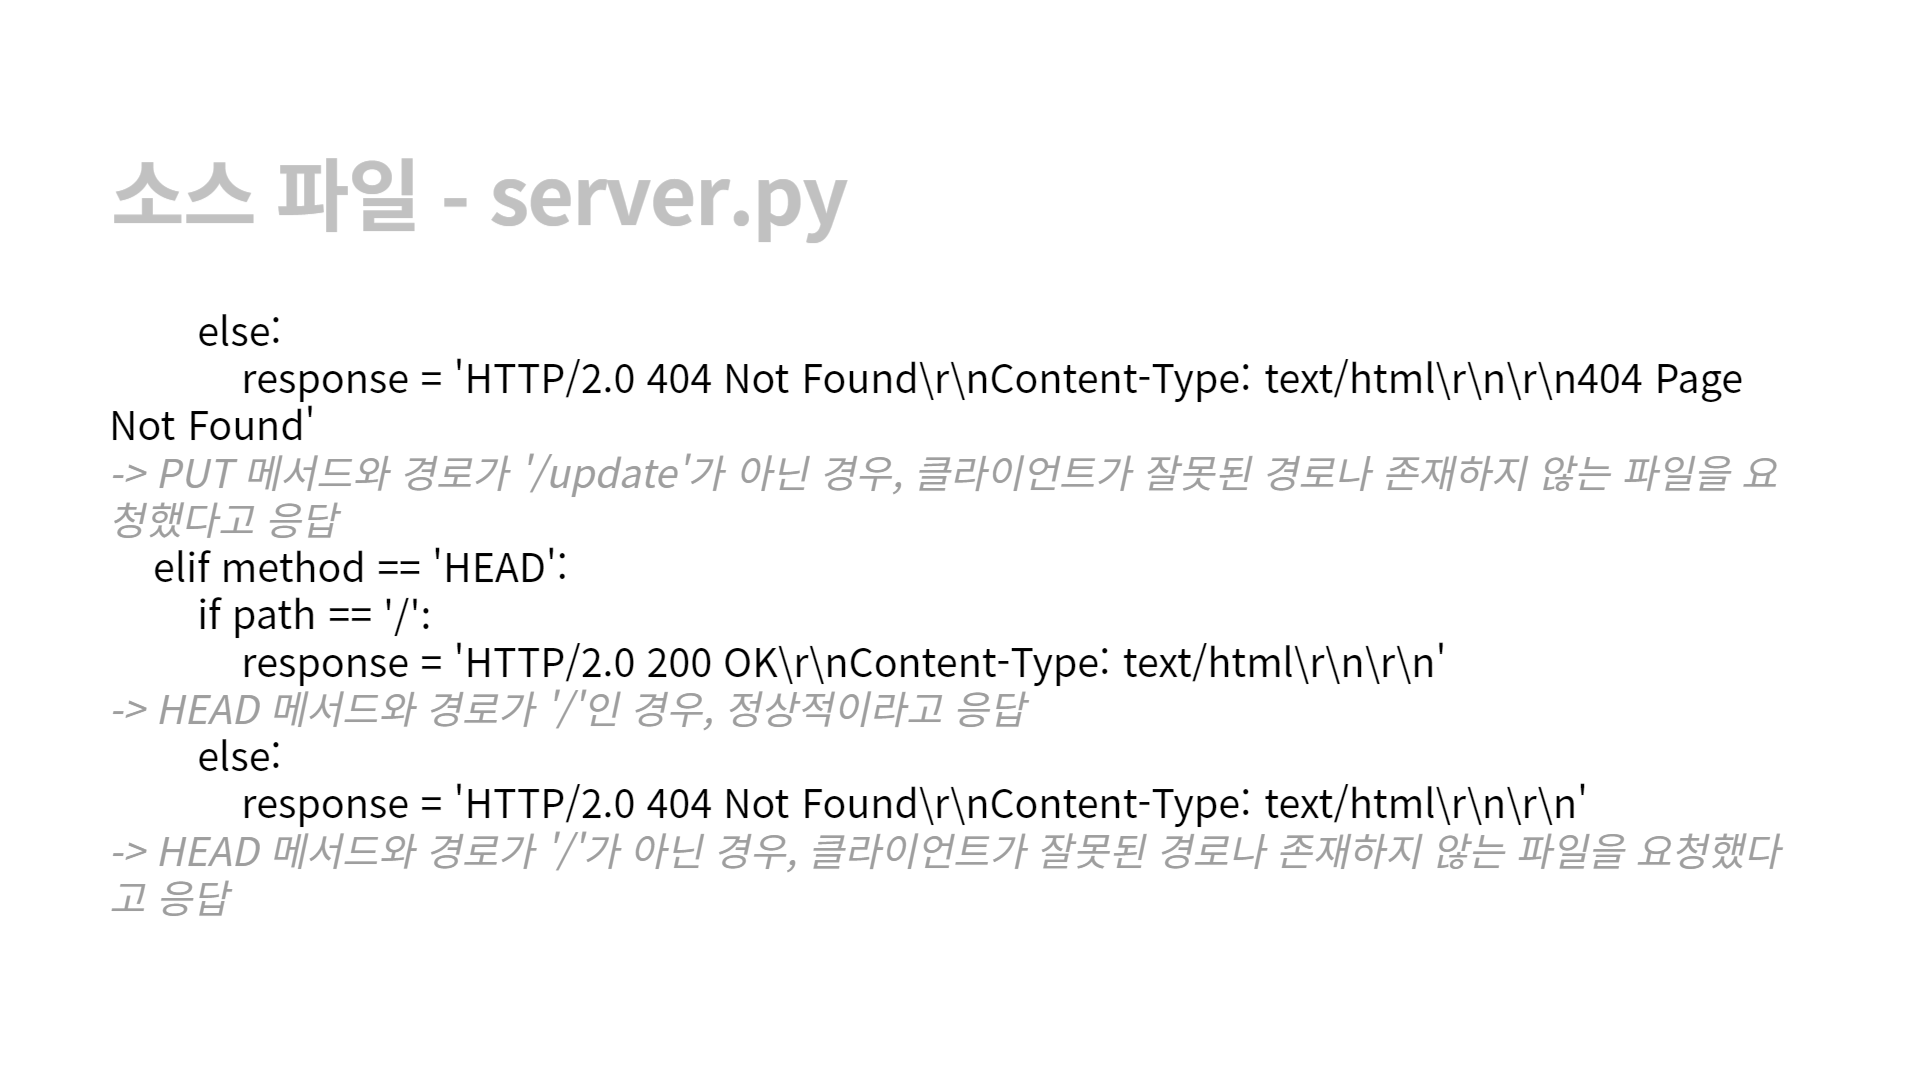 소스 파일 - server.py
else:
response = 'HTTP/2.0 404 Not Found\r\nContent-Type: text/html\r\n\r\n404 Page
Not Found'
-> PUT 메서드와 경로가 '/update'가 아닌 경우, 클라이언트가 잘못된 경로나 존재하지 않는 파일을 요
청했다고 응답
elif method == 'HEAD':
if path == '/':
response = 'HTTP/2.0 200 OK\r\nContent-Type: text/html\r\n\r\n'
-> HEAD 메서드와 경로가 '/'인 경우, 정상적이라고 응답
else:
response = 'HTTP/2.0 404 Not Found\r\nContent-Type: text/html\r\n\r\n'
-> HEAD 메서드와 경로가 '/'가 아닌 경우, 클라이언트가 잘못된 경로나 존재하지 않는 파일을 요청했다
고 응답